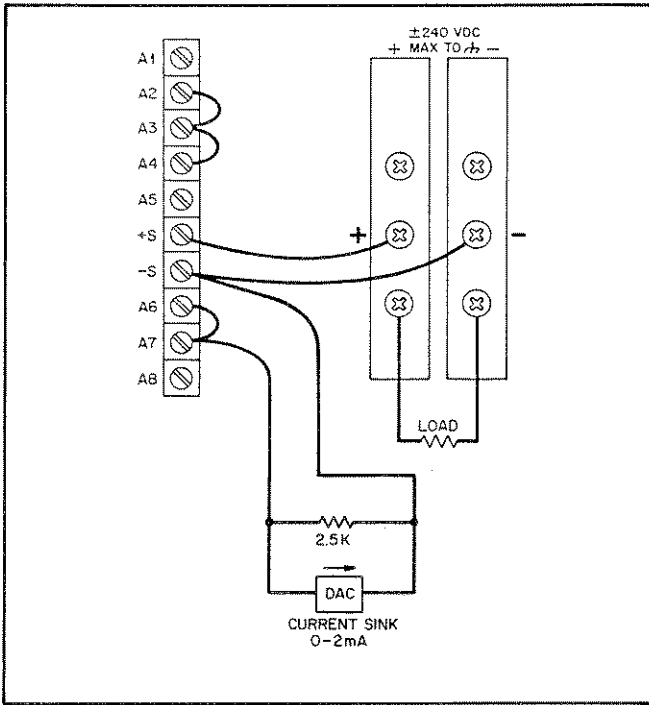 ±240 VDC
+ MAX TO ⏚ −
A1
A2
A3
A4
A5
+S
−S
A6
A7
A8
+
−
LOAD
2.5K
DAC
CURRENT SINK
0-2mA